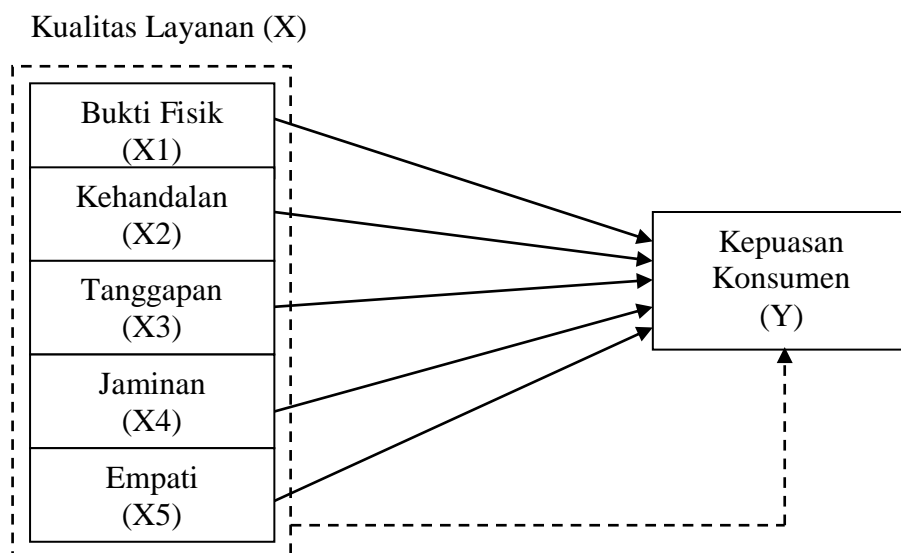 Kualitas Layanan (X)
Bukti Fisik
(X1)
Kehandalan
(X2)
Tanggapan
(X3)
Jaminan
(X4)
Empati
(X5)
Kepuasan
Konsumen
(Y)